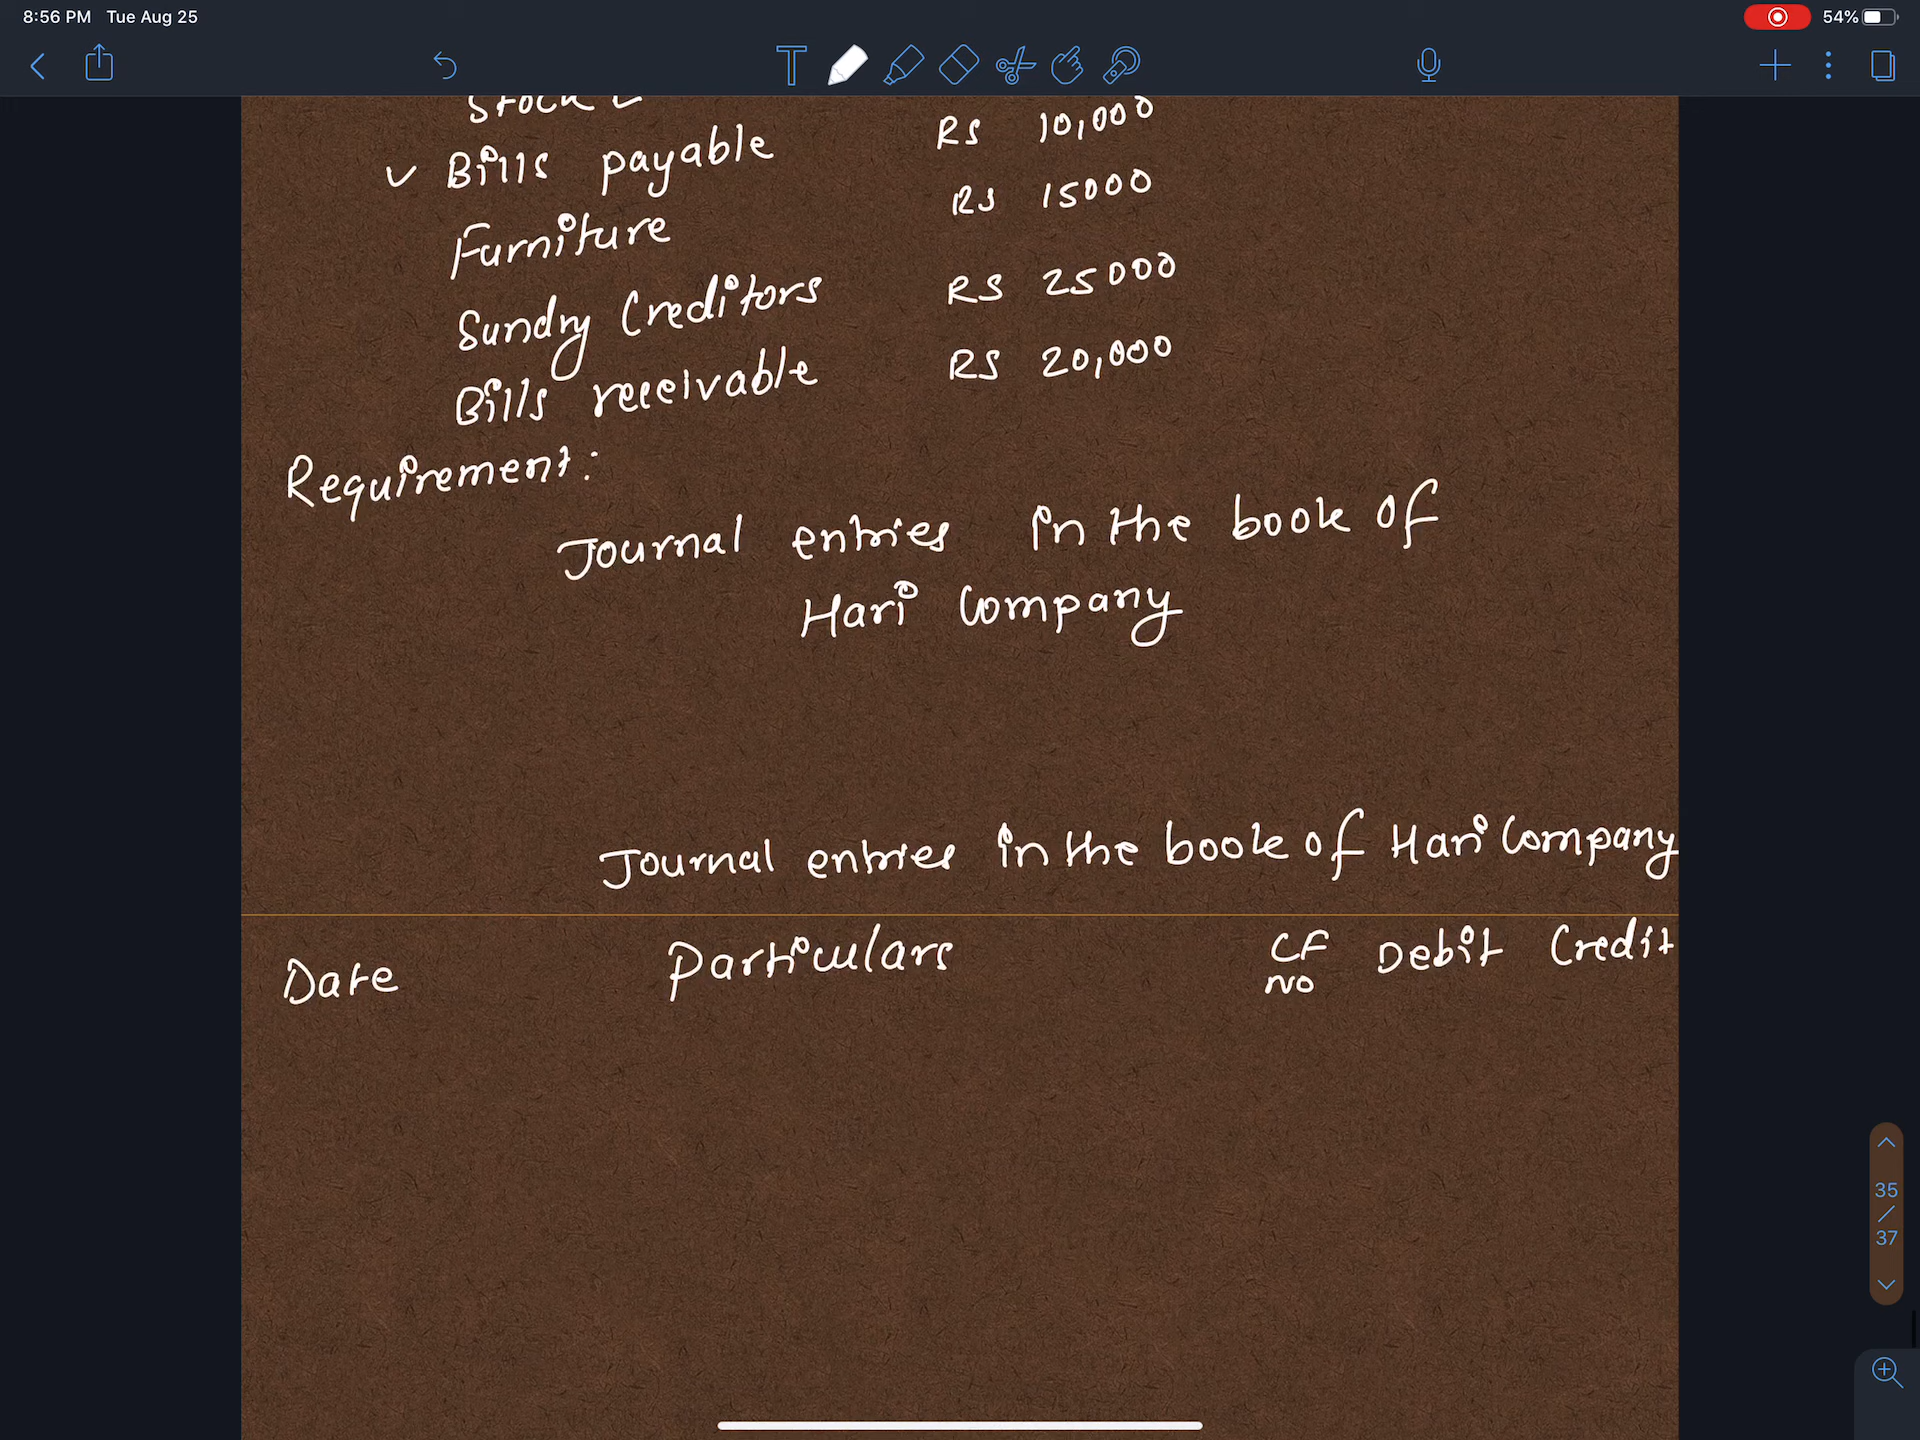 8:56 PM Tue Aug 25
54%
Stock
Bills payable Rs 10,000
Furniture Rs 15000
Sundry Creditors Rs 25000
Bills receivable Rs 20,000
Requirement:
Journal entries in the book of
Hari Company
Journal entries in the book of Hari Company
Date Particulars CF NO Debit Credit
35
/
37